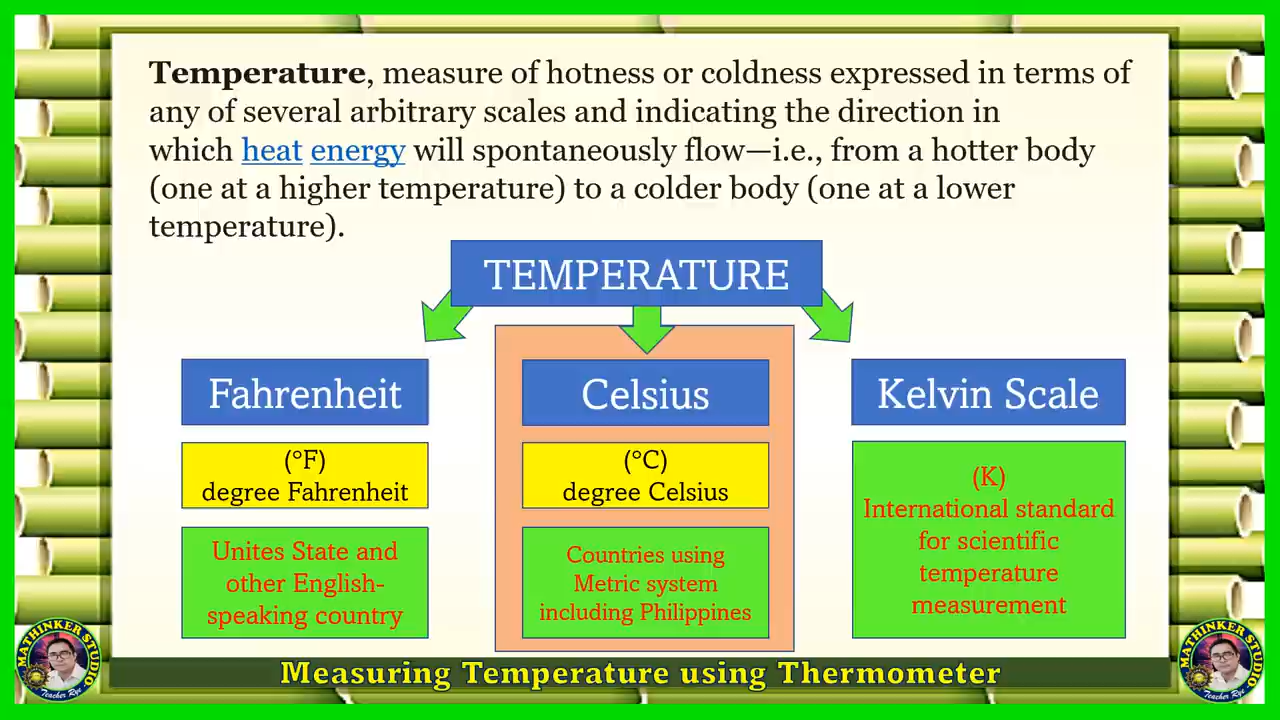 Temperature, measure of hotness or coldness expressed in terms of
any of several arbitrary scales and indicating the direction in
which heat energy will spontaneously flow—i.e., from a hotter body
(one at a higher temperature) to a colder body (one at a lower
temperature).
TEMPERATURE
Fahrenheit
(°F)
degree Fahrenheit
Unites State and
other English-
speaking country
Celsius
(°C)
degree Celsius
Countries using
Metric system
including Philippines
Kelvin Scale
(K)
International standard
for scientific
temperature
measurement
MATHINKER STUDIO
Teacher Rye
Measuring Temperature using Thermometer
MATHINKER STUDIO
Teacher Rye